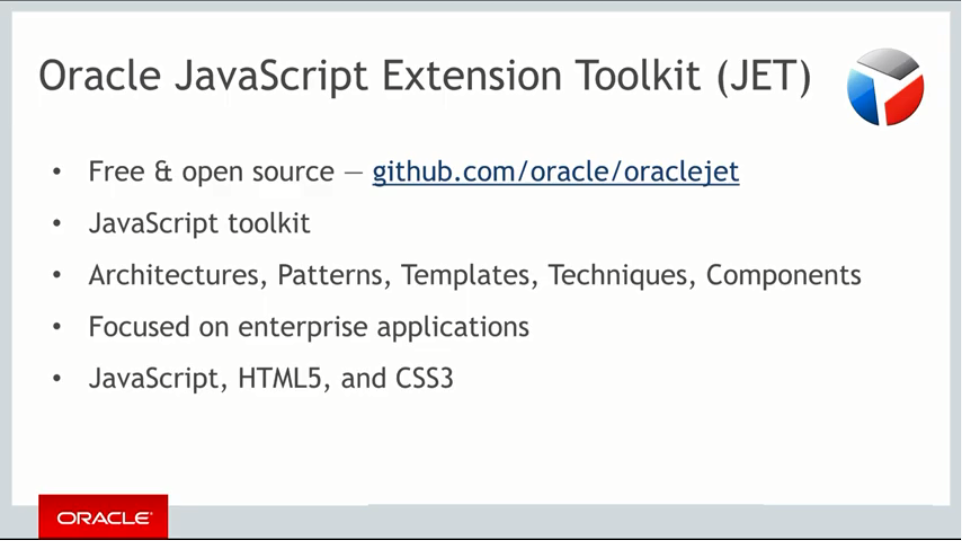 Oracle JavaScript Extension Toolkit (JET)
• Free & open source — github.com/oracle/oraclejet
• JavaScript toolkit
• Architectures, Patterns, Templates, Techniques, Components
• Focused on enterprise applications
• JavaScript, HTML5, and CSS3
ORACLE®